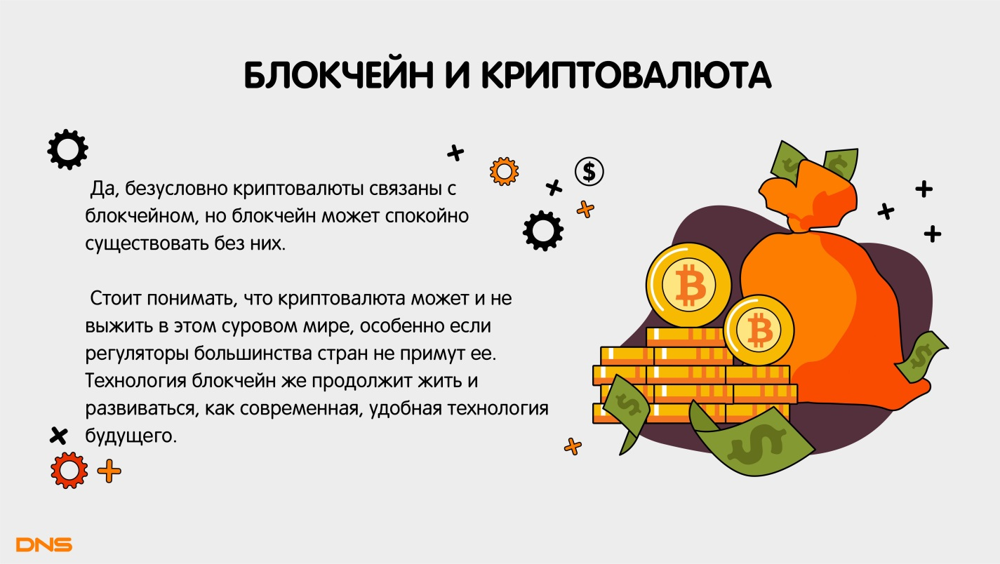 БЛОКЧЕЙН И КРИПТОВАЛЮТА
Да, безусловно криптовалюты связаны с
блокчейном, но блокчейн может спокойно
существовать без них.
Стоит понимать, что криптовалюта может и не
выжить в этом суровом мире, особенно если
регуляторы большинства стран не примут ее.
Технология блокчейн же продолжит жить и
развиваться, как современная, удобная технология
будущего.
DNS